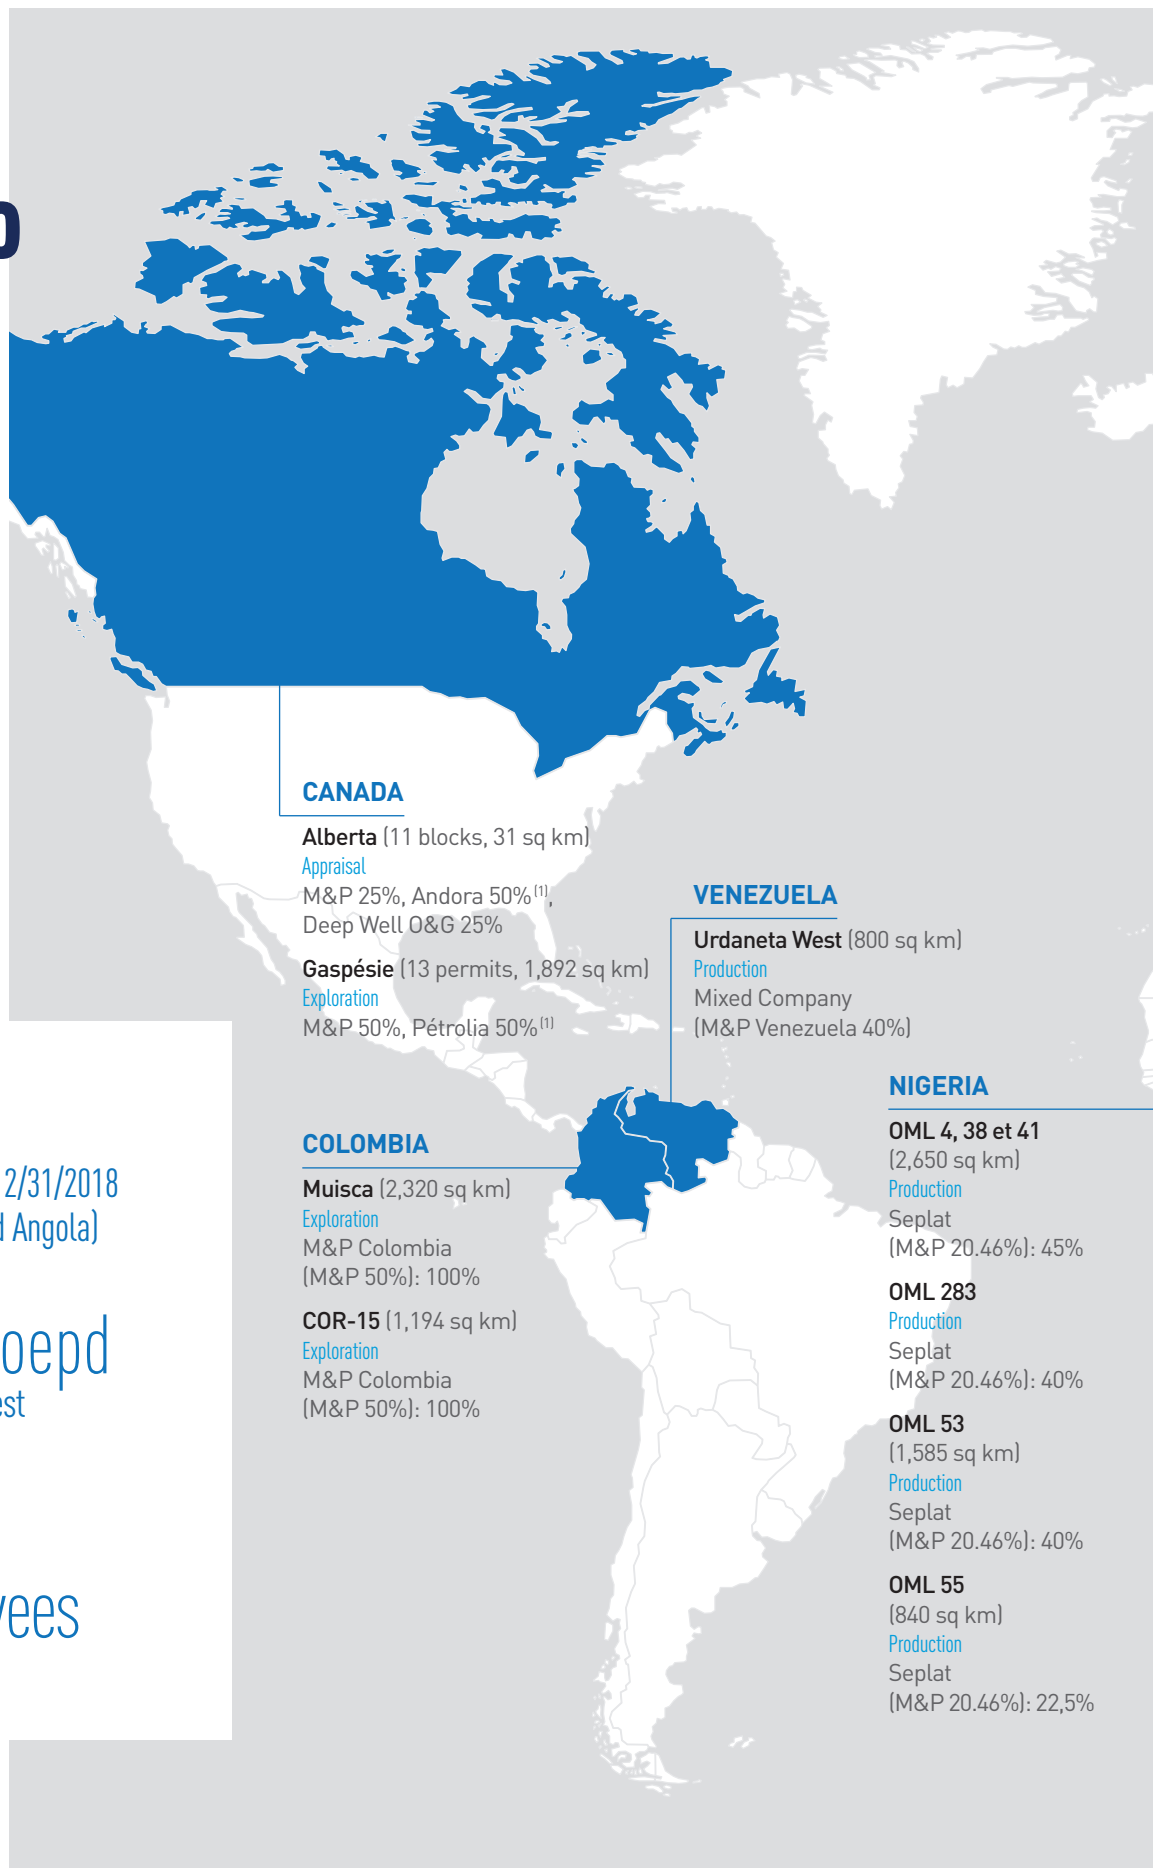 CANADA
Alberta (11 blocks, 31 sq km)
Appraisal
M&P 25%, Andora 50%(1),
Deep Well O&G 25%
Gaspésie (13 permits, 1,892 sq km)
Exploration
M&P 50%, Pétrolia 50%(1)
VENEZUELA
Urdaneta West (800 sq km)
Production
Mixed Company
(M&P Venezuela 40%)
COLOMBIA
Muisca (2,320 sq km)
Exploration
M&P Colombia
(M&P 50%): 100%
COR-15 (1,194 sq km)
Exploration
M&P Colombia
(M&P 50%): 100%
NIGERIA
OML 4, 38 et 41
(2,650 sq km)
Production
Seplat
(M&P 20.46%): 45%
OML 283
Production
Seplat
(M&P 20.46%): 40%
OML 53
(1,585 sq km)
Production
Seplat
(M&P 20.46%): 40%
OML 55
(840 sq km)
Production
Seplat
(M&P 20.46%): 22,5%
2/31/2018
Angola)
oepd